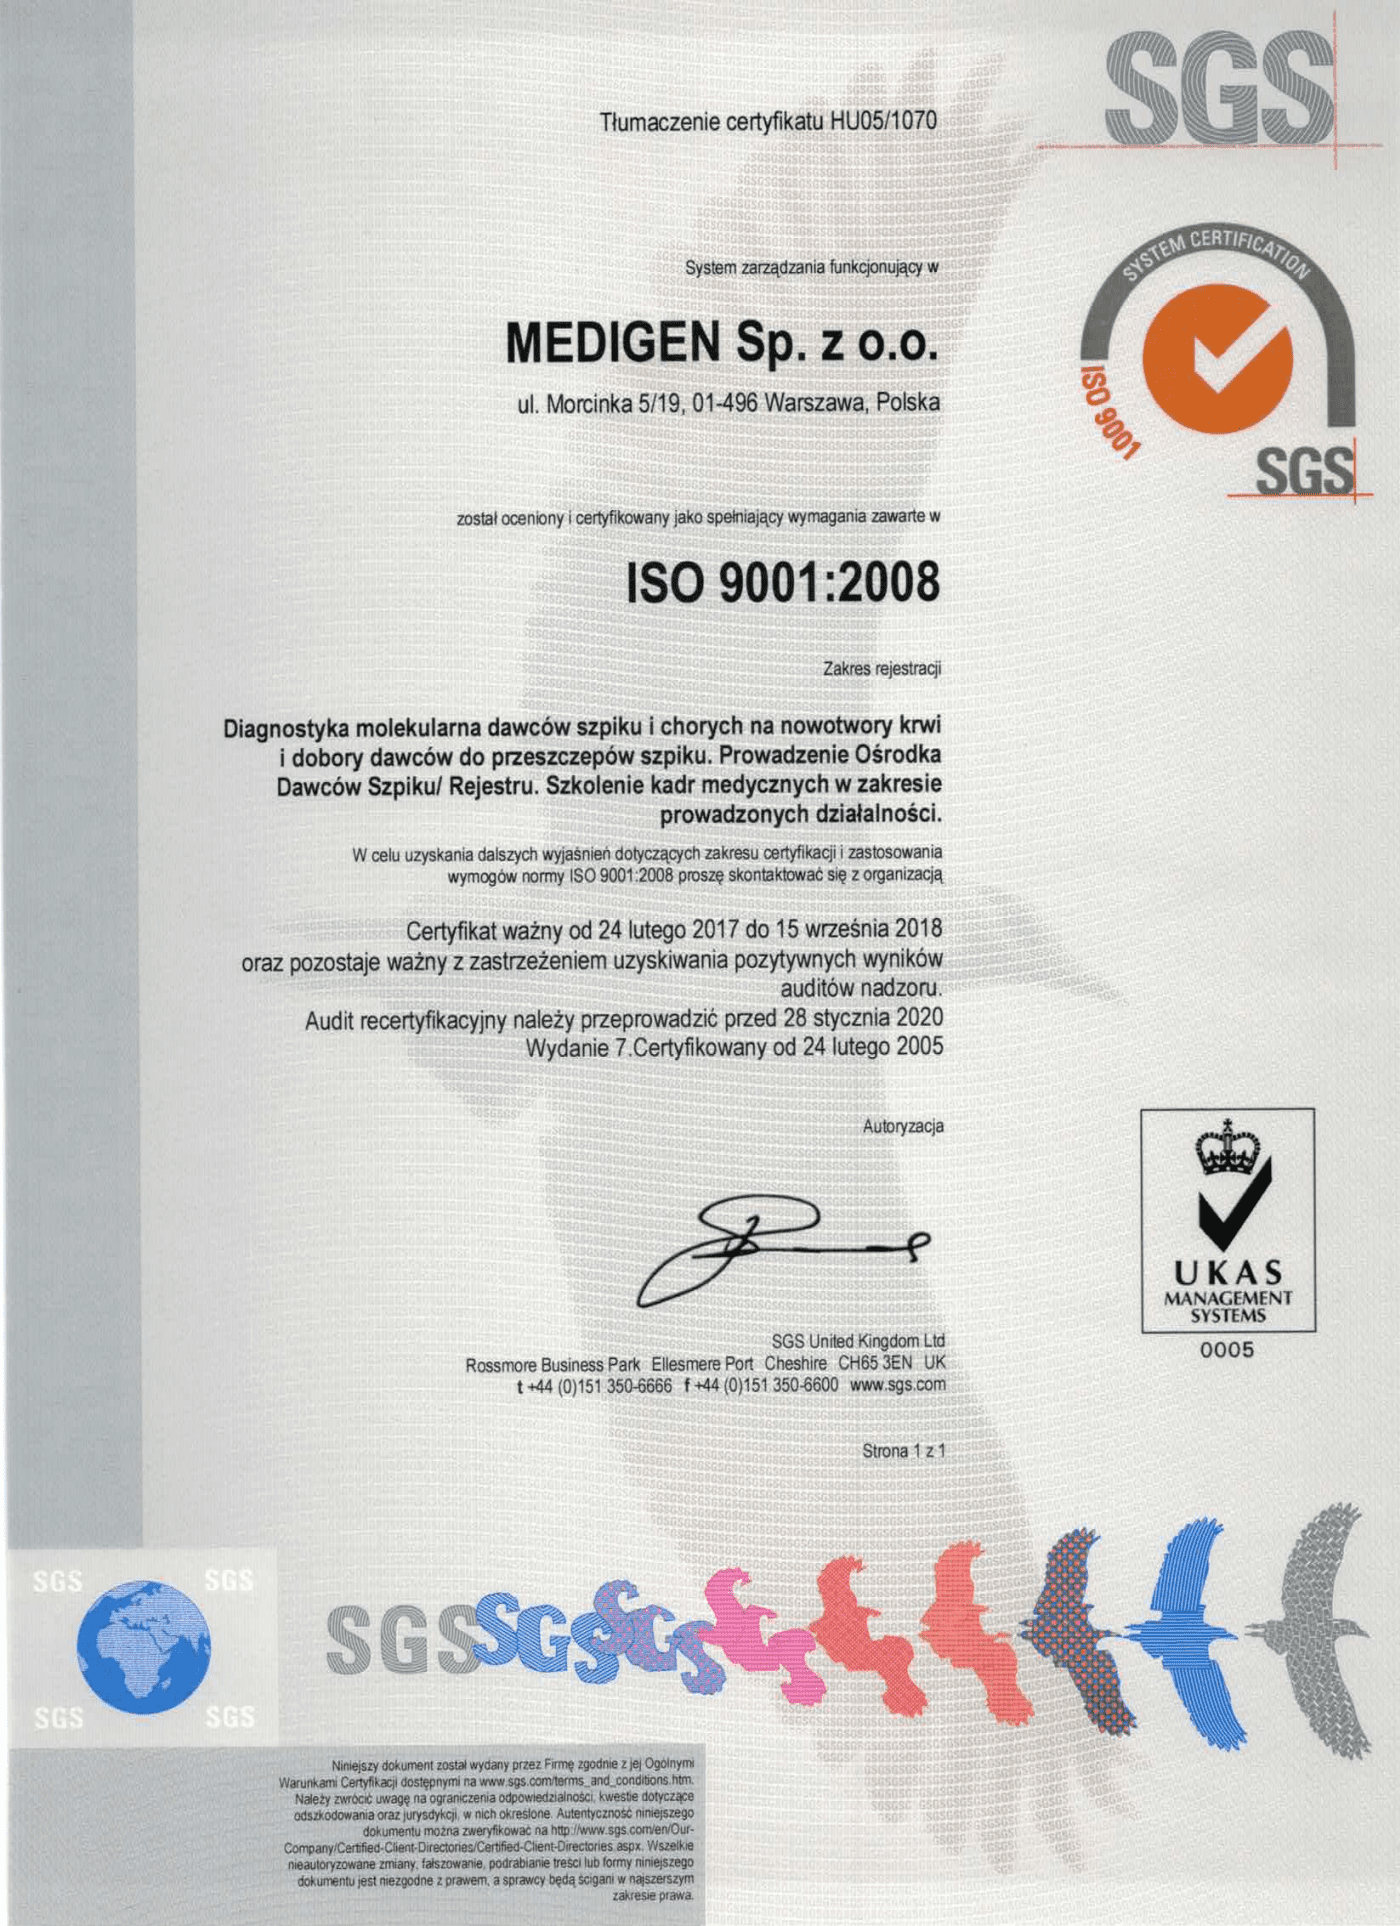 SGS
Tłumaczenie certyfikatu HU05/1070
SYSTEM CERTIFICATION
ISO 9001
SGS
System zarządzania funkcjonujący w
MEDIGEN Sp. z o.o.
ul. Morcinka 5/19, 01-496 Warszawa, Polska
został oceniony i certyfikowany jako spełniający wymagania zawarte w
ISO 9001:2008
Zakres rejestracji
Diagnostyka molekularna dawców szpiku i chorych na nowotwory krwi
i dobory dawców do przeszczepów szpiku. Prowadzenie Ośrodka
Dawców Szpiku/ Rejestru. Szkolenie kadr medycznych w zakresie
prowadzonych działalności.
W celu uzyskania dalszych wyjaśnień dotyczących zakresu certyfikacji i zastosowania
wymogów normy ISO 9001:2008 proszę skontaktować się z organizacją
Certyfikat ważny od 24 lutego 2017 do 15 września 2018
oraz pozostaje ważny z zastrzeżeniem uzyskiwania pozytywnych wyników
auditów nadzoru.
Audit recertyfikacyjny należy przeprowadzić przed 28 stycznia 2020
Wydanie 7.Certyfikowany od 24 lutego 2005
Autoryzacja
UKAS
MANAGEMENT
SYSTEMS
0005
SGS United Kingdom Ltd
Rossmore Business Park Ellesmere Port Cheshire CH65 3EN UK
t +44 (0)151 350-6666 f +44 (0)151 350-6600 www.sgs.com
Strona 1 z 1
SGS SGS
SGS SGS
SGS SGS SGS
Niniejszy dokument został wydany przez Firmę zgodnie z jej Ogólnymi
Warunkami Certyfikacji dostępnymi na www.sgs.com/terms_and_conditions.htm.
Należy zwrócić uwagę na ograniczenia odpowiedzialności, kwestie dotyczące
odszkodowania oraz jurysdykcji, w nich określone. Autentyczność niniejszego
dokumentu można zweryfikować na http://www.sgs.com/en/Our-
Company/Certified-Client-Directories/Certified-Client-Directories.aspx. Wszelkie
nieautoryzowane zmiany, fałszowanie, podrabianie treści lub formy niniejszego
dokumentu jest niezgodne z prawem, a sprawcy będą ścigani w najszerszym
zakresie prawa.